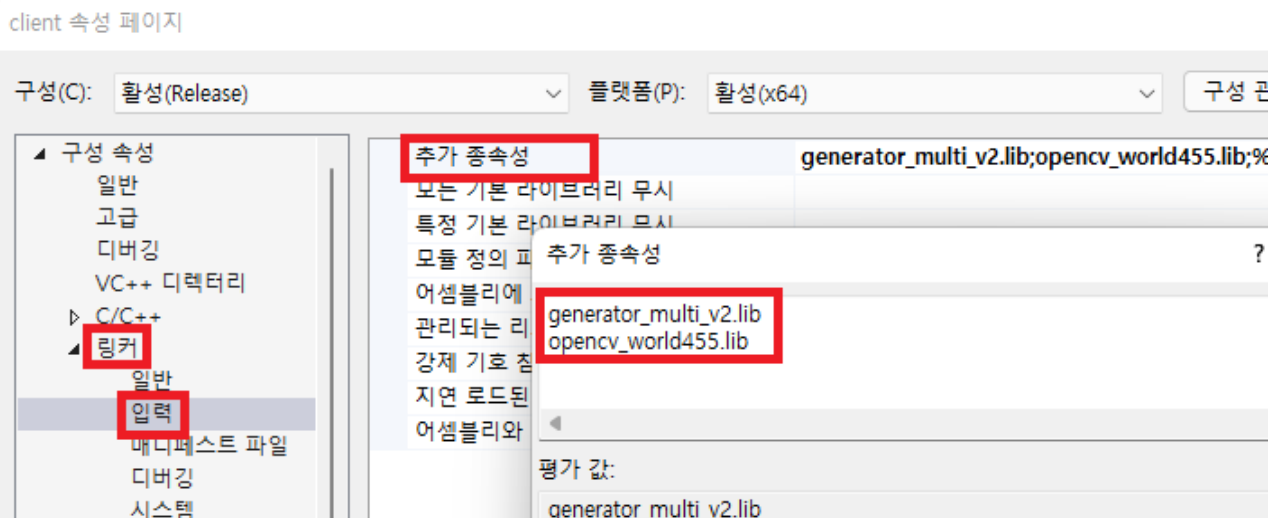 client 속성 페이지
구성(C): 활성(Release) 플랫폼(P): 활성(x64) 구성
구성 속성
일반
고급
디버깅
VC++ 디렉터리
C/C++
링커
일반
입력
매니페스트 파일
디버깅
시스템
추가 종속성 generator_multi_v2.lib;opencv_world455.lib;%
모든 기본 라이브러리 무시
특정 기본 라이브러리 무시
모듈 정의
어셈블리에
관리되는
강제 기호
지연 로드된
어셈블리와
추가 종속성 ?
generator_multi_v2.lib
opencv_world455.lib
평가 값:
generator_multi_v2.lib